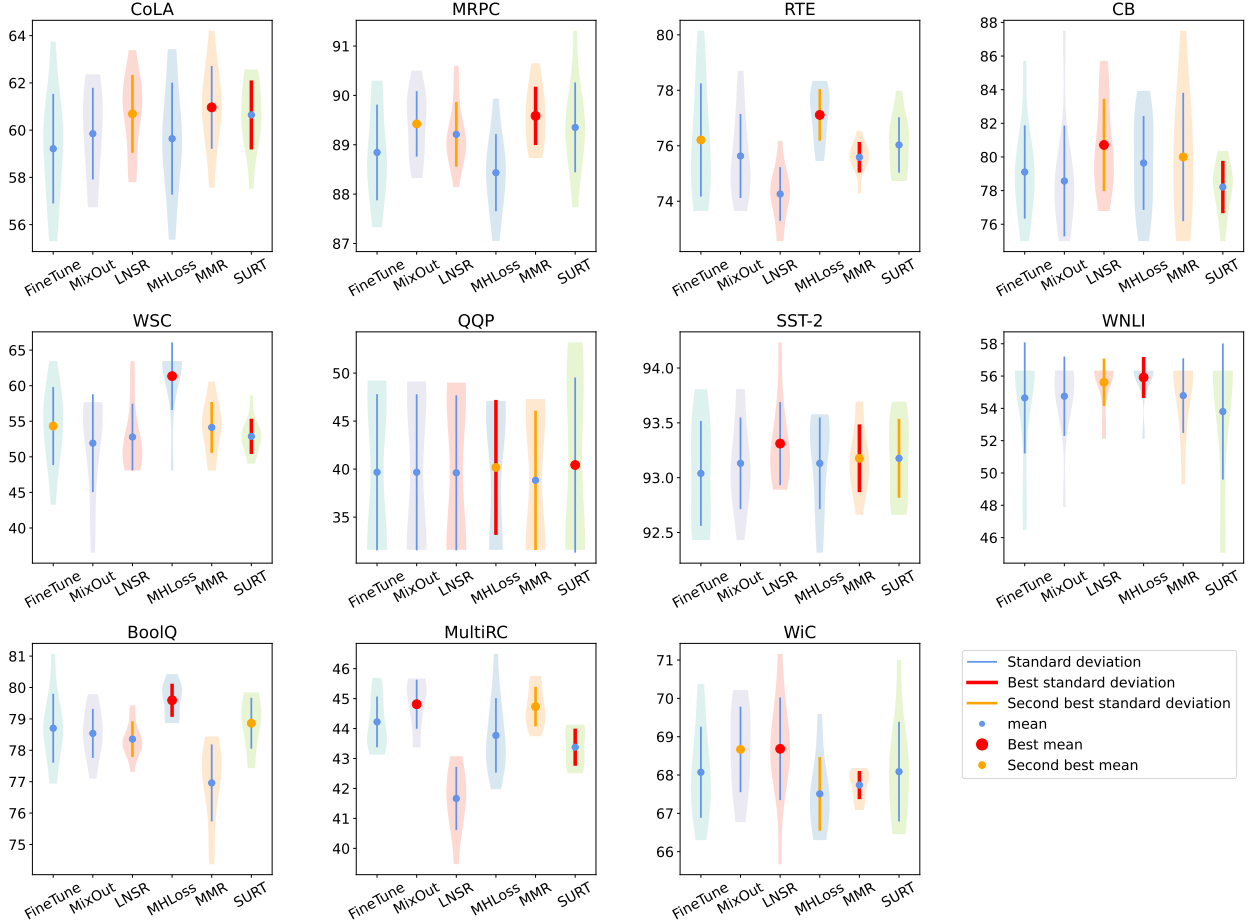 CoLA
64
62
60
58
56
FineTune
MixOut
LNSR
MHLoss
MMR
SURT
MRPC
91
90
89
88
87
FineTune
MixOut
LNSR
MHLoss
MMR
SURT
RTE
80
78
76
74
FineTune
MixOut
LNSR
MHLoss
MMR
SURT
CB
88
86
84
82
80
78
76
FineTune
MixOut
LNSR
MHLoss
MMR
SURT
WSC
65
60
55
50
45
40
FineTune
MixOut
LNSR
MHLoss
MMR
SURT
QQP
50
45
40
35
FineTune
MixOut
LNSR
MHLoss
MMR
SURT
SST-2
94.0
93.5
93.0
92.5
FineTune
MixOut
LNSR
MHLoss
MMR
SURT
WNLI
58
56
54
52
50
48
46
FineTune
MixOut
LNSR
MHLoss
MMR
SURT
BoolQ
81
80
79
78
77
76
75
FineTune
MixOut
LNSR
MHLoss
MMR
SURT
MultiRC
46
45
44
43
42
41
40
FineTune
MixOut
LNSR
MHLoss
MMR
SURT
WiC
71
70
69
68
67
66
FineTune
MixOut
LNSR
MHLoss
MMR
SURT
Standard deviation
Best standard deviation
Second best standard deviation
mean
Best mean
Second best mean